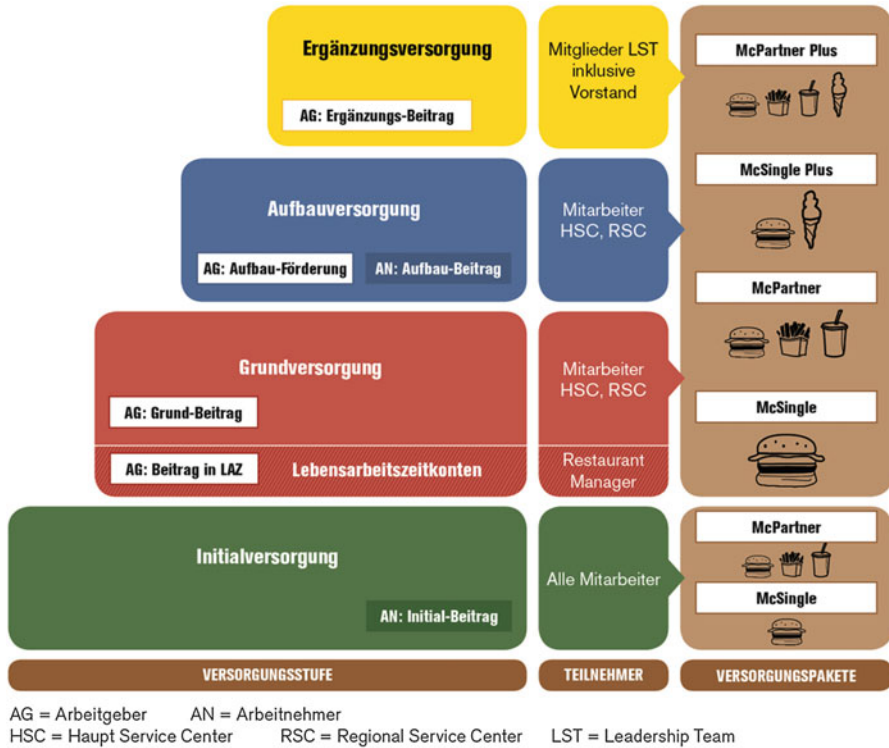 Ergänzungsversorgung
AG: Ergänzungs-Beitrag
Mitglieder LST
inklusive
Vorstand
McPartner Plus
McSingle Plus
Aufbauversorgung
AG: Aufbau-Förderung
AN: Aufbau-Beitrag
Mitarbeiter
HSC, RSC
McPartner
Grundversorgung
AG: Grund-Beitrag
Mitarbeiter
HSC, RSC
McSingle
AG: Beitrag in LAZ
Lebensarbeitszeitkonten
Restaurant
Manager
Initialversorgung
AN: Initial-Beitrag
Alle Mitarbeiter
McPartner
McSingle
VERSORGUNGSSTUFE
TEILNEHMER
VERSORGUNGSPAKETE
AG = Arbeitgeber AN = Arbeitnehmer
HSC = Haupt Service Center RSC = Regional Service Center LST = Leadership Team